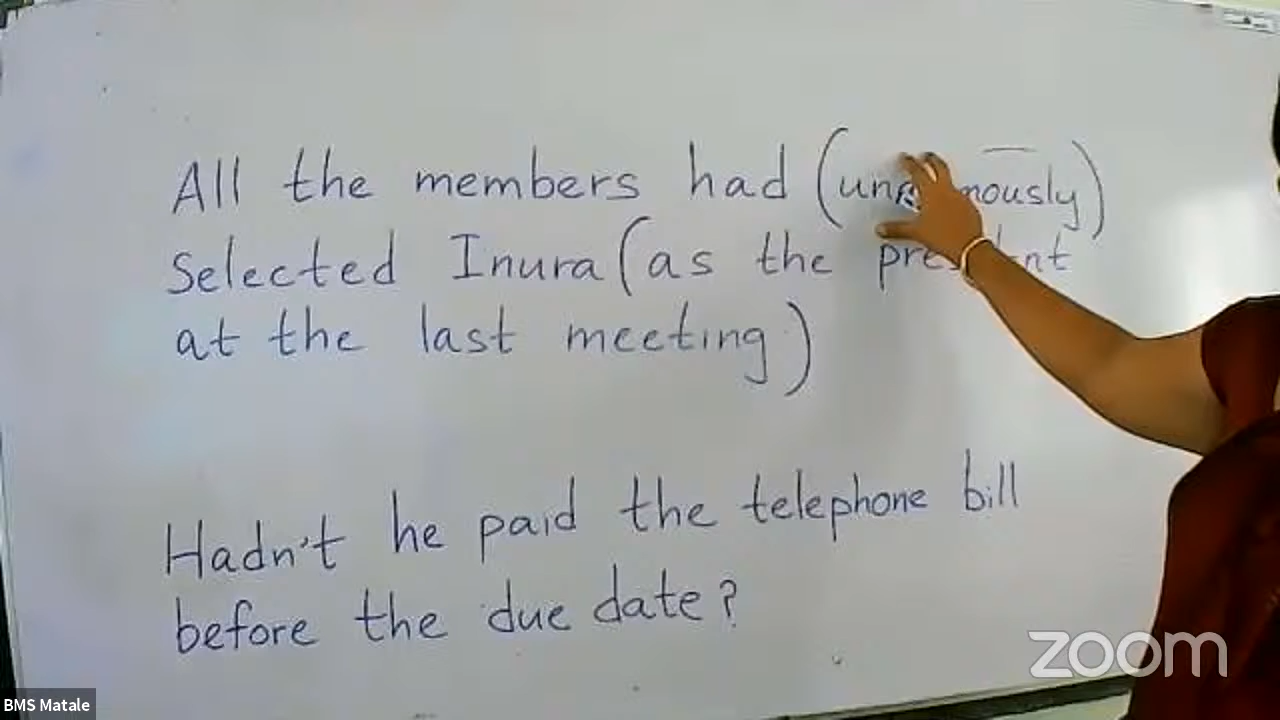 All the members had
Selected Inura (as the
at the last meeting)
Hadn't he paid the telephone bill
before the due date?
zoom
BMS Matale